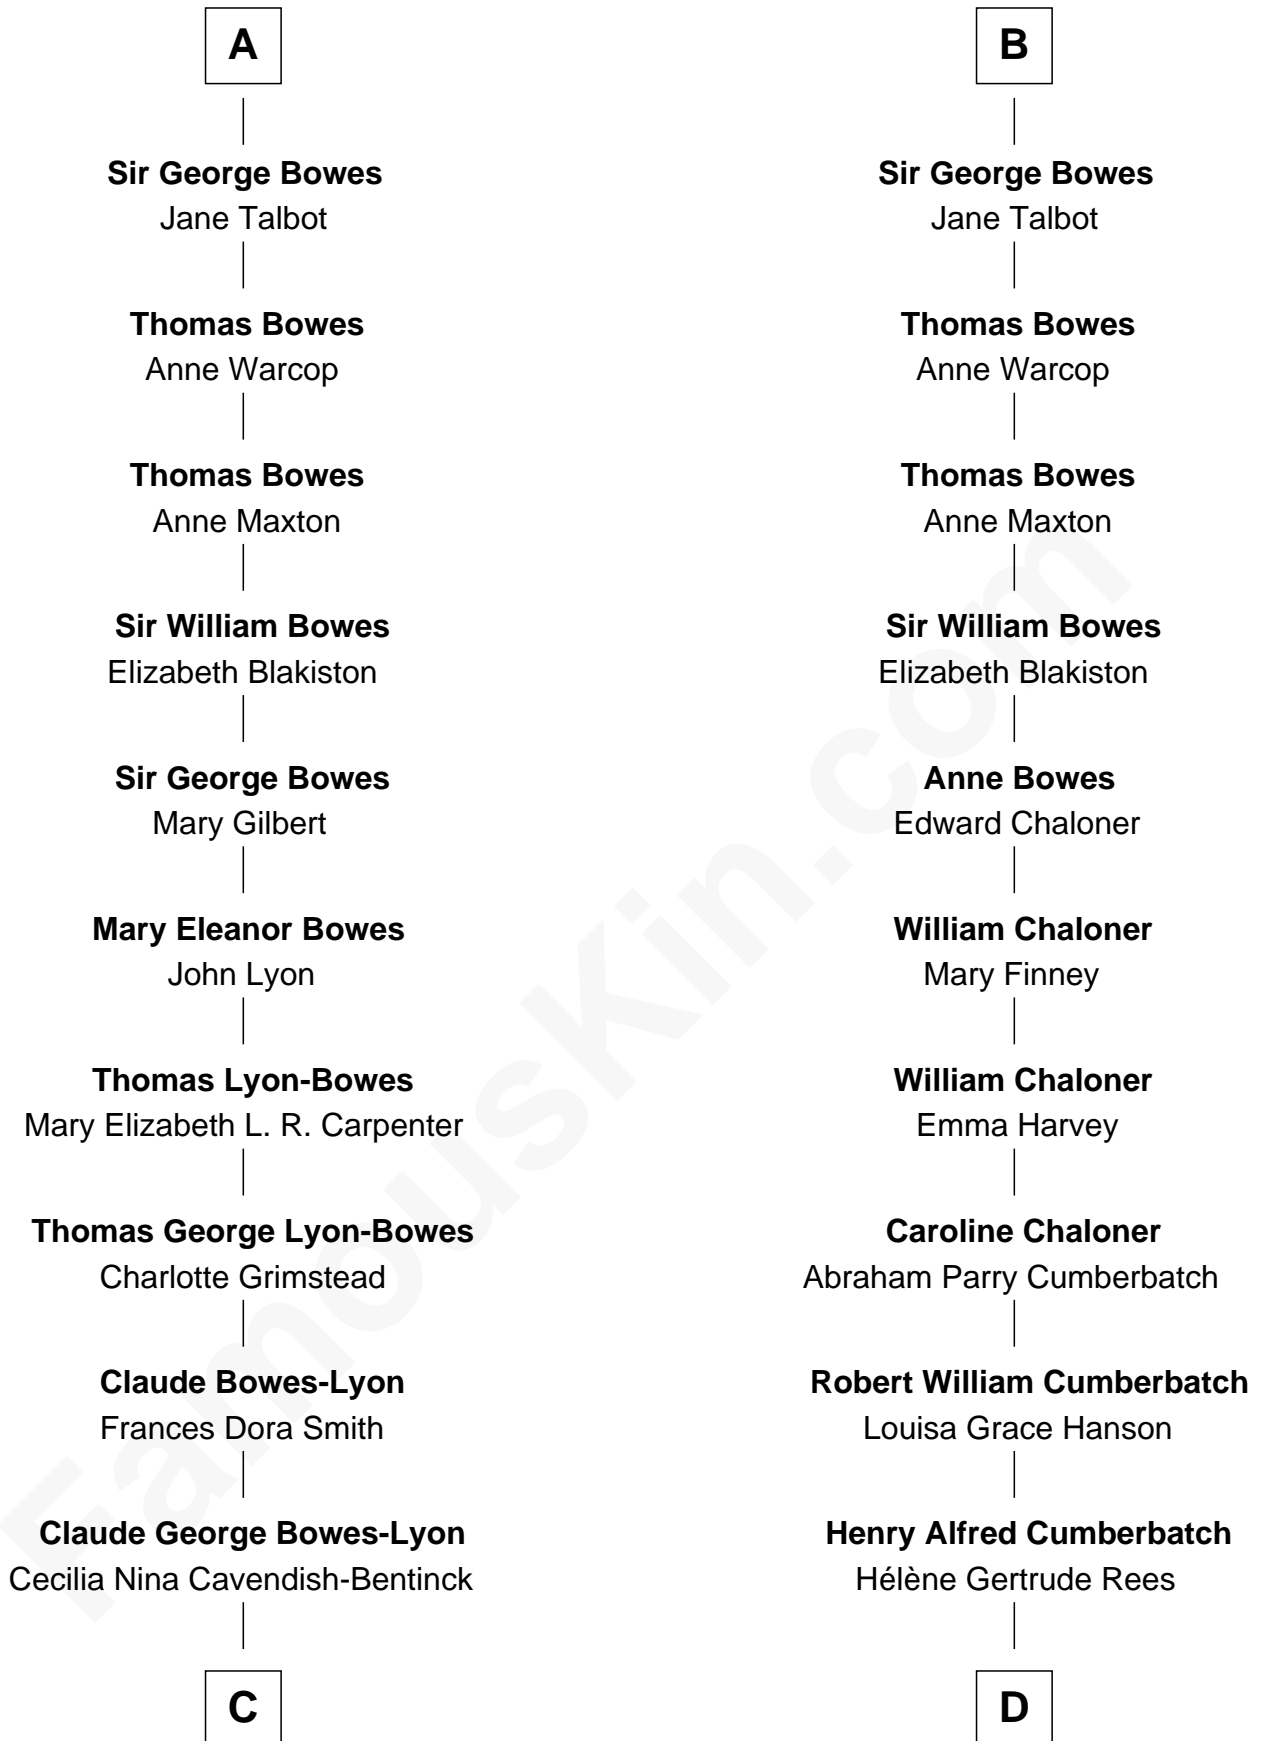 A
Sir George Bowes
Jane Talbot
Thomas Bowes
Anne Warcop
Thomas Bowes
Anne Maxton
Sir William Bowes
Elizabeth Blakiston
Sir George Bowes
Mary Gilbert
Mary Eleanor Bowes
John Lyon
Thomas Lyon-Bowes
Mary Elizabeth L. R. Carpenter
Thomas George Lyon-Bowes
Charlotte Grimstead
Claude Bowes-Lyon
Frances Dora Smith
Claude George Bowes-Lyon
Cecilia Nina Cavendish-Bentinck
C
B
Sir George Bowes
Jane Talbot
Thomas Bowes
Anne Warcop
Thomas Bowes
Anne Maxton
Sir William Bowes
Elizabeth Blakiston
Anne Bowes
Edward Chaloner
William Chaloner
Mary Finney
William Chaloner
Emma Harvey
Caroline Chaloner
Abraham Parry Cumberbatch
Robert William Cumberbatch
Louisa Grace Hanson
Henry Alfred Cumberbatch
Hélène Gertrude Rees
D
FamousKin.com